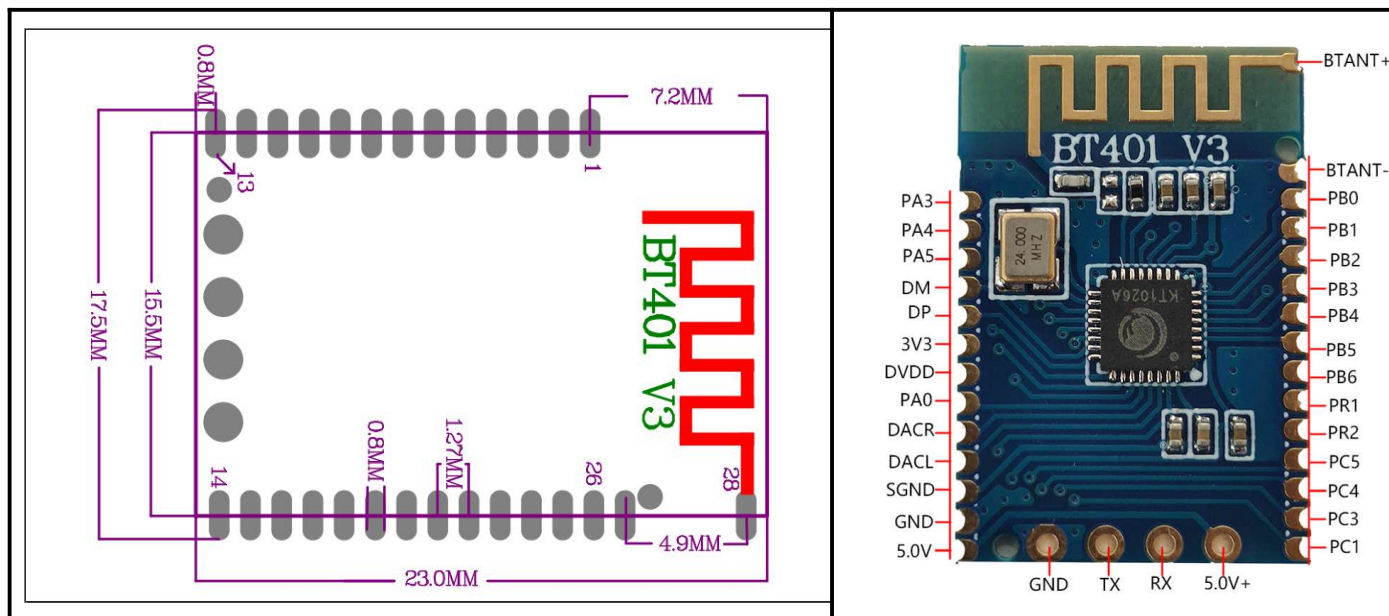 0.8MM
7.2MM
13
1
17.5MM
15.5MM
BT401 V3
14
0.8MM
1.27MM
26
28
4.9MM
23.0MM
BTANT+
BT401 V3
BTANT-
PA3
PA4
PA5
DM
DP
3V3
DVDD
PA0
DACR
DACL
SGND
GND
5.0V
24.000
MHZ
KT1026A
PB0
PB1
PB2
PB3
PB4
PB5
PB6
PR1
PR2
PC5
PC4
PC3
PC1
GND TX RX 5.0V+